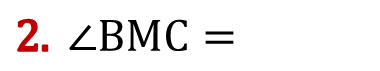 2. ∠BMC =